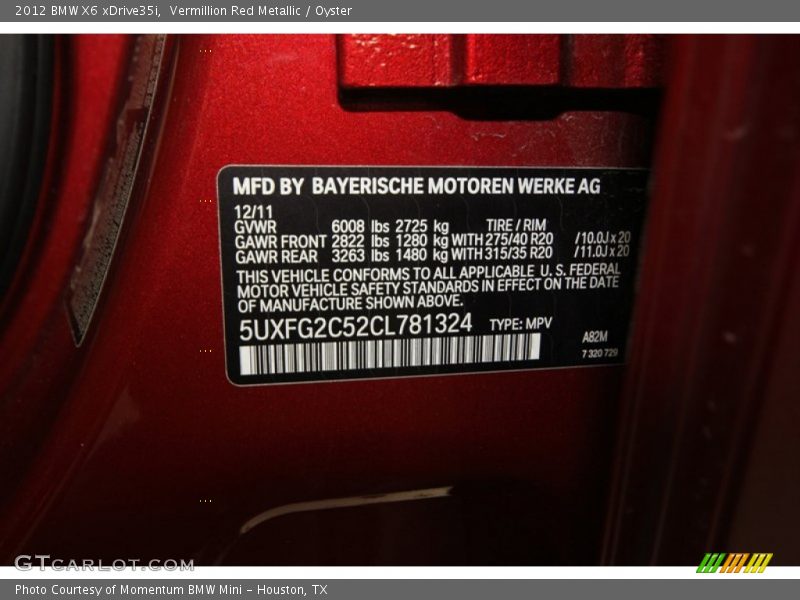 2012 BMW X6 xDrive35i, Vermillion Red Metallic / Oyster
MFD BY BAYERISCHE MOTOREN WERKE AG
12/11
GVWR 6008 lbs 2725 kg TIRE / RIM
GAWR FRONT 2822 lbs 1280 kg WITH 275/40 R20 /10.0J x 20
GAWR REAR 3263 lbs 1480 kg WITH 315/35 R20 /11.0J x 20
THIS VEHICLE CONFORMS TO ALL APPLICABLE U.S. FEDERAL
MOTOR VEHICLE SAFETY STANDARDS IN EFFECT ON THE DATE
OF MANUFACTURE SHOWN ABOVE.
5UXFG2C52CL781324 TYPE: MPV
A82M
7 320 729
GTCARLOT.COM
Photo Courtesy of Momentum BMW Mini - Houston, TX